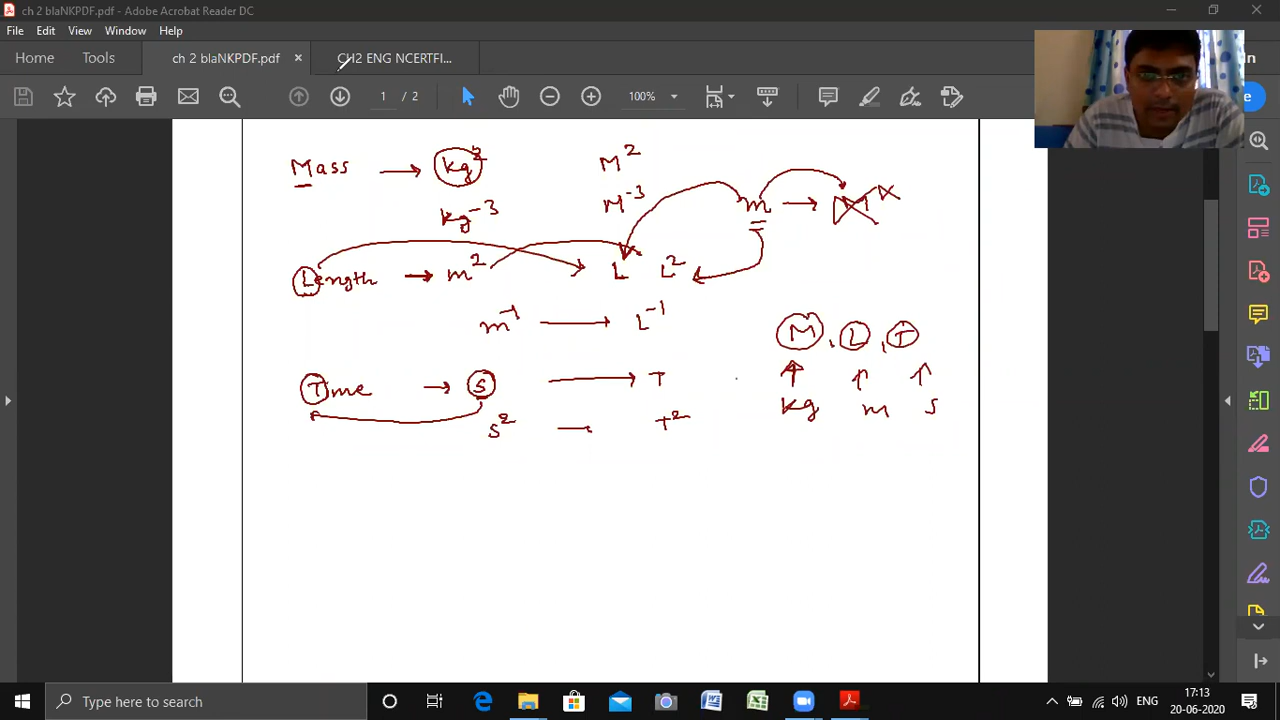 ch 2 blaNKPDF.pdf - Adobe Acrobat Reader DC
File Edit View Window Help
Home Tools ch 2 blaNKPDF.pdf × CH2 ENG NCERTFI...
1 / 2 100%
Mass → kg² M²
kg⁻³ M⁻³ m → M
Length → m² L L²
m⁻¹ → L⁻¹
M, L, T
Time → s → T
kg m s
s² → T²
Type here to search
ENG
17:13
20-06-2020